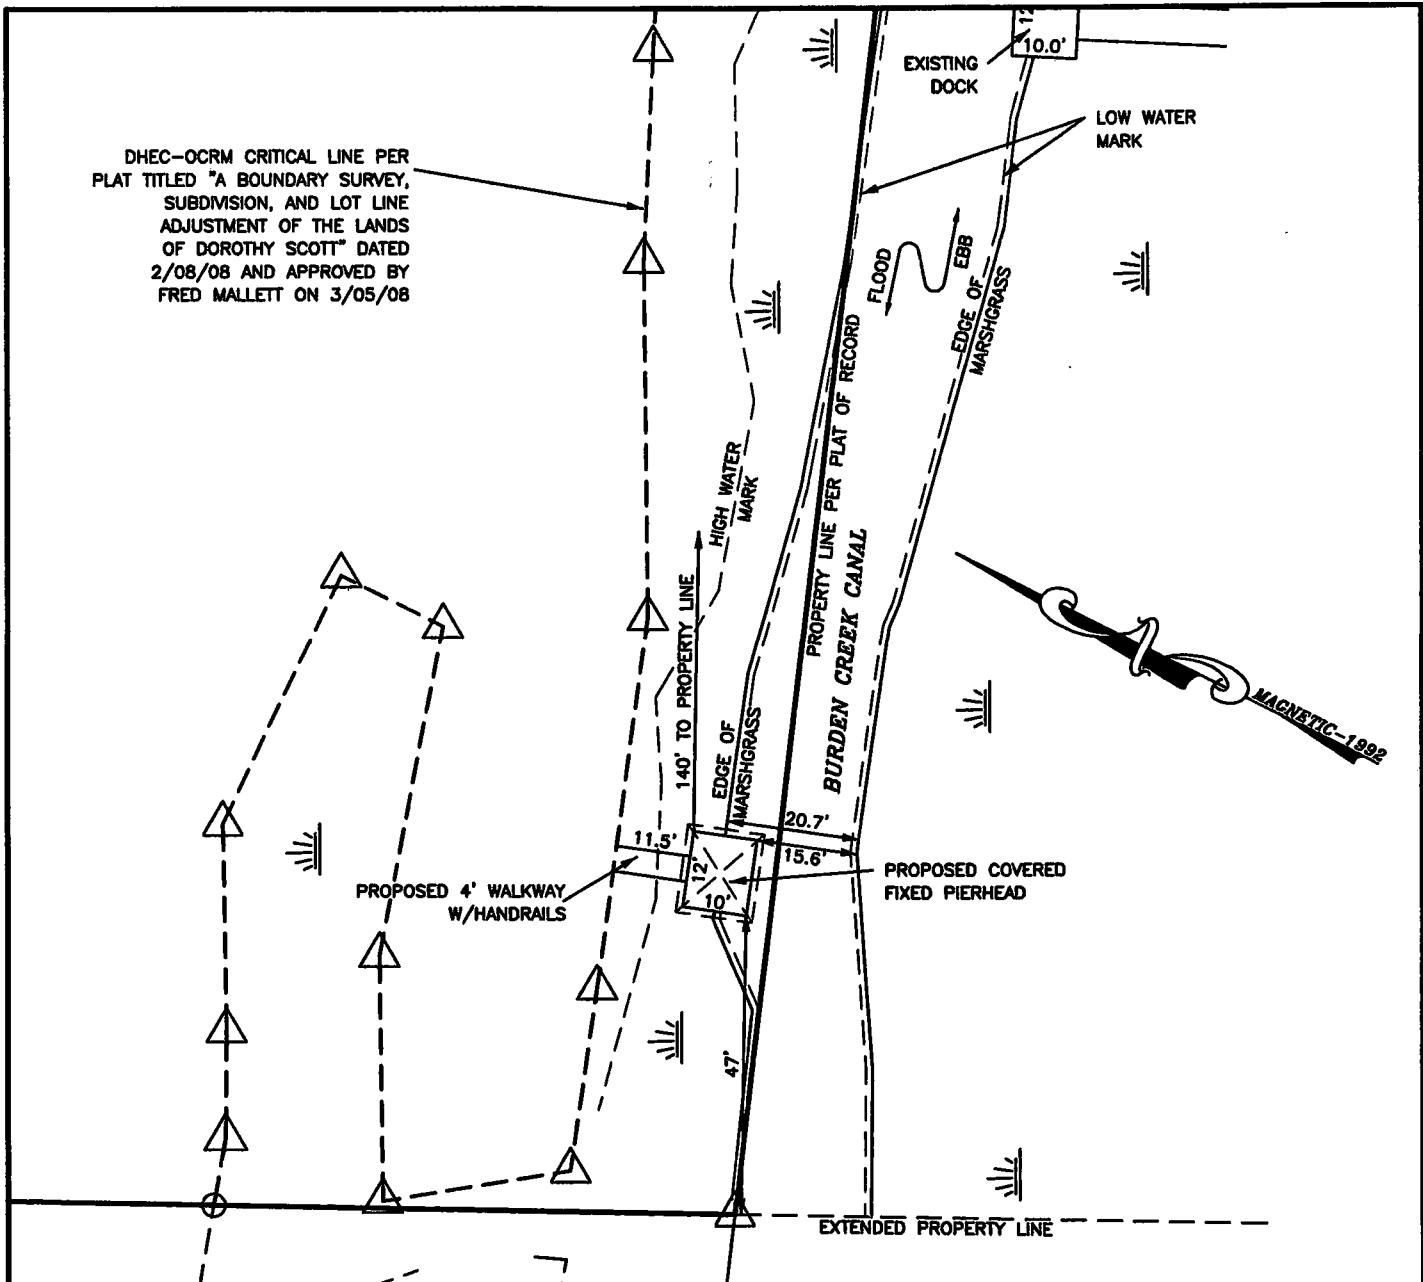 12
10.0'
EXISTING
DOCK
LOW WATER
MARK
DHEC-OCRM CRITICAL LINE PER
PLAT TITLED "A BOUNDARY SURVEY,
SUBDIVISION, AND LOT LINE
ADJUSTMENT OF THE LANDS
OF DOROTHY SCOTT" DATED
2/08/08 AND APPROVED BY
FRED MALLETT ON 3/05/08
FLOOD
EBB
EDGE OF
MARSHGRASS
PROPERTY LINE PER PLAT OF RECORD
HIGH WATER
MARK
BURDEN CREEK CANAL
140' TO PROPERTY LINE
MAGNETIC-1992
EDGE OF
MARSHGRASS
20.7'
15.6'
11.5'
12'
10'
PROPOSED 4' WALKWAY
W/HANDRAILS
PROPOSED COVERED
FIXED PIERHEAD
47'
EXTENDED PROPERTY LINE